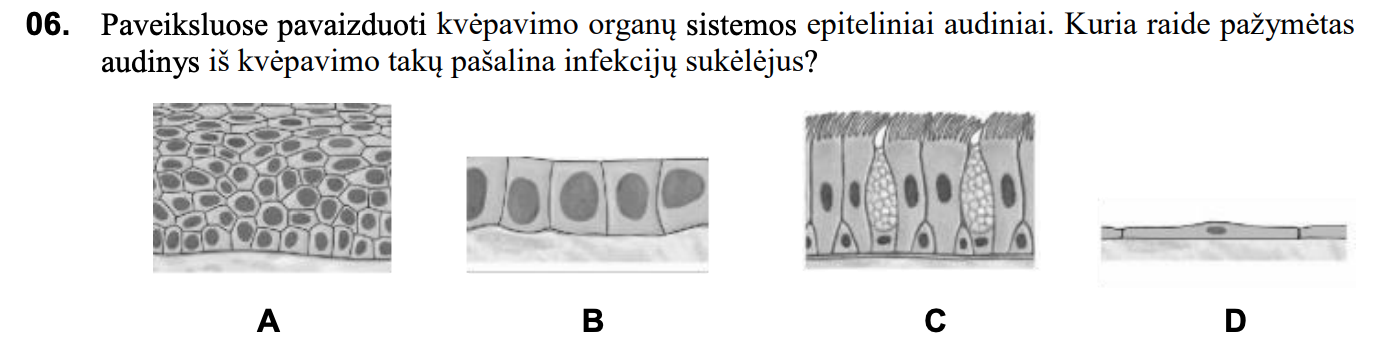 06. Paveiksluose pavaizduoti kvėpavimo organų sistemos epiteliniai audiniai. Kuria raide pažymėtas
audinys iš kvėpavimo takų pašalina infekcijų sukėlėjus?
A B C D